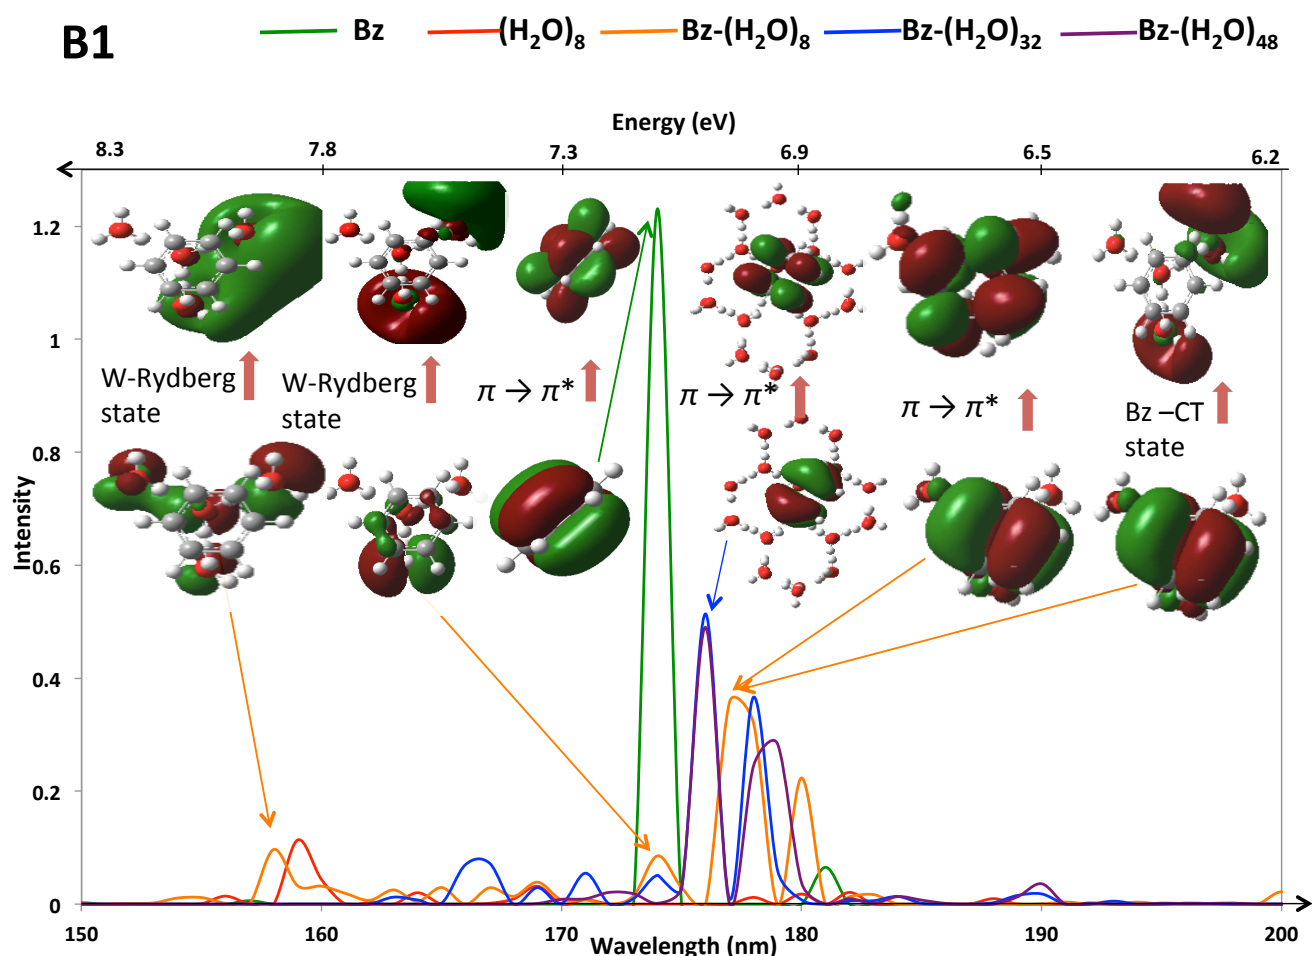 B1
Bz (H₂O)₈ Bz-(H₂O)₈ Bz-(H₂O)₃₂ Bz-(H₂O)₄₈
Energy (eV)
8.3 7.8 7.3 6.9 6.5 6.2
1.2
1
0.8
0.6
0.4
0.2
0
Intensity
W-Rydberg
state
W-Rydberg
state
π → π*
π → π*
π → π*
Bz –CT
state
150 160 170 180 190 200
Wavelength (nm)